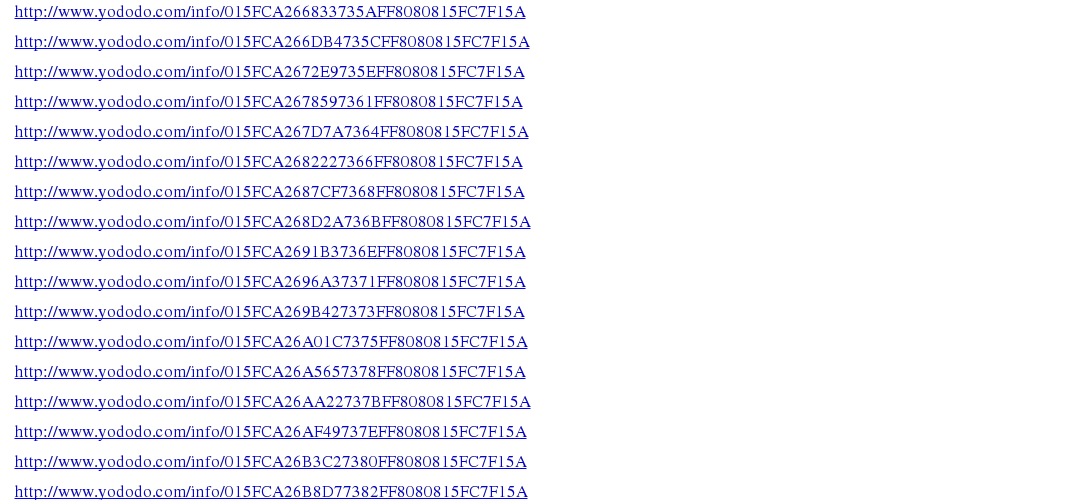 http://www.yododo.com/info/015FCA266833735AFF8080815FC7F15A
http://www.yododo.com/info/015FCA266DB4735CFF8080815FC7F15A
http://www.yododo.com/info/015FCA2672E9735EFF8080815FC7F15A
http://www.yododo.com/info/015FCA2678597361FF8080815FC7F15A
http://www.yododo.com/info/015FCA267D7A7364FF8080815FC7F15A
http://www.yododo.com/info/015FCA2682227366FF8080815FC7F15A
http://www.yododo.com/info/015FCA2687CF7368FF8080815FC7F15A
http://www.yododo.com/info/015FCA268D2A736BFF8080815FC7F15A
http://www.yododo.com/info/015FCA2691B3736EFF8080815FC7F15A
http://www.yododo.com/info/015FCA2696A37371FF8080815FC7F15A
http://www.yododo.com/info/015FCA269B427373FF8080815FC7F15A
http://www.yododo.com/info/015FCA26A01C7375FF8080815FC7F15A
http://www.yododo.com/info/015FCA26A5657378FF8080815FC7F15A
http://www.yododo.com/info/015FCA26AA22737BFF8080815FC7F15A
http://www.yododo.com/info/015FCA26AF49737EFF8080815FC7F15A
http://www.yododo.com/info/015FCA26B3C27380FF8080815FC7F15A
http://www.yododo.com/info/015FCA26B8D77382FF8080815FC7F15A